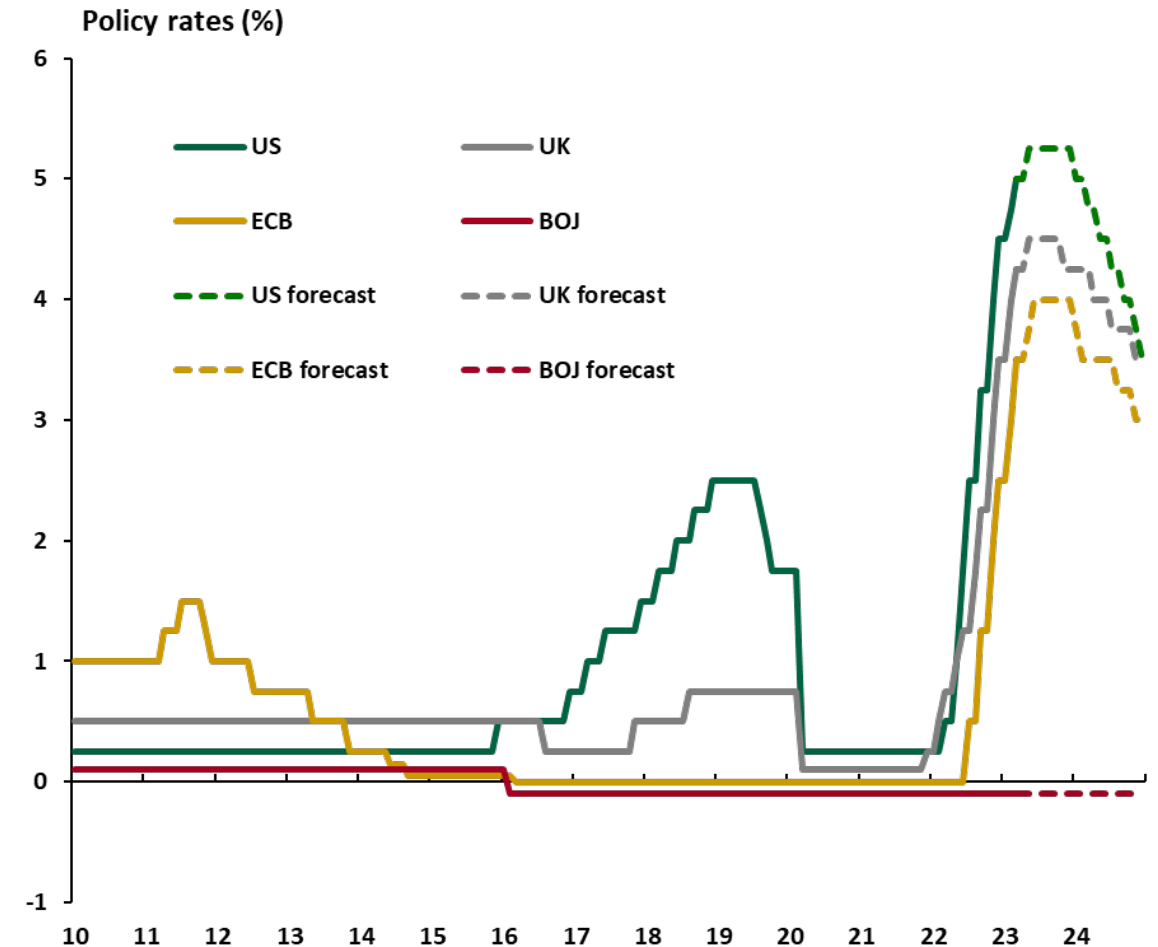 Policy rates (%)
6
5
4
3
2
1
0
-1
US
UK
ECB
BOJ
US forecast
UK forecast
ECB forecast
BOJ forecast
10 11 12 13 14 15 16 17 18 19 20 21 22 23 24